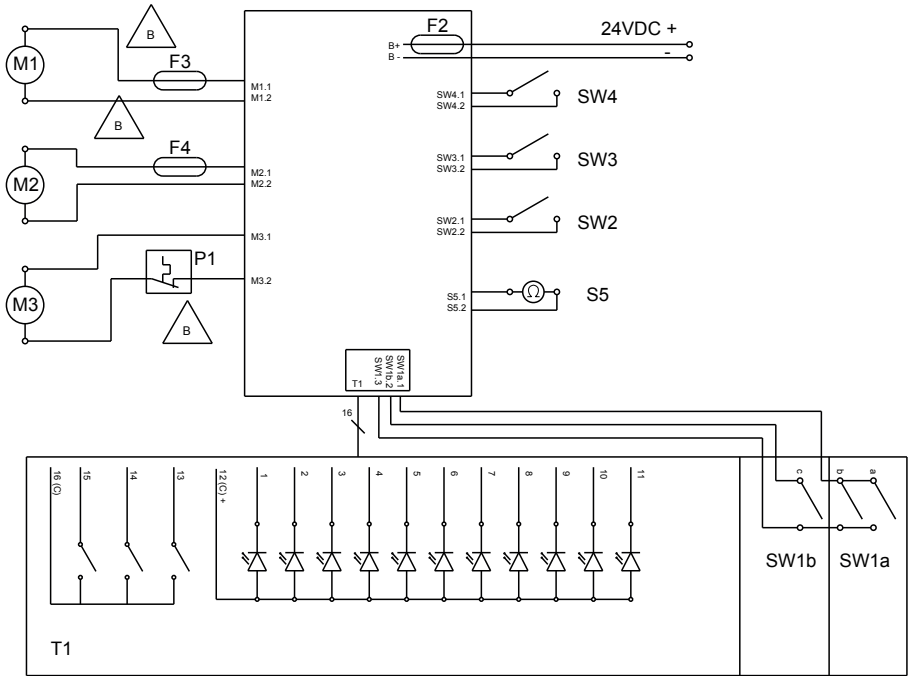 F2
24VDC +
B+
B -
-
B
M1
F3
M1.1
M1.2
SW4.1
SW4.2
SW4
B
F4
SW3.1
SW3.2
SW3
M2
M2.1
M2.2
SW2.1
SW2.2
SW2
M3.1
P1
M3.2
M3
B
S5.1
S5.2
Ω
S5
T1
SW1.3
SW1b.2
SW1a.1
16
16 (C)
15
14
13
12 (C) +
1
2
3
4
5
6
7
8
9
10
11
c
b
a
SW1b
SW1a
T1